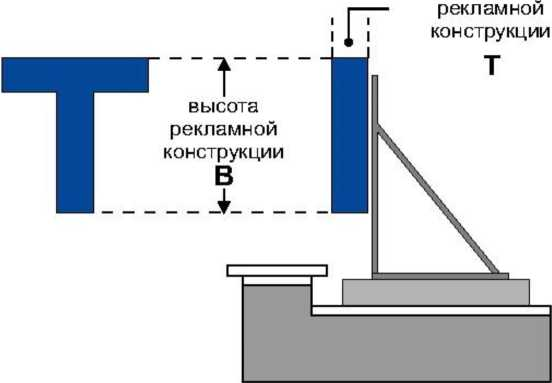 рекламной
конструкции
Т
высота
рекламной
конструкции
В